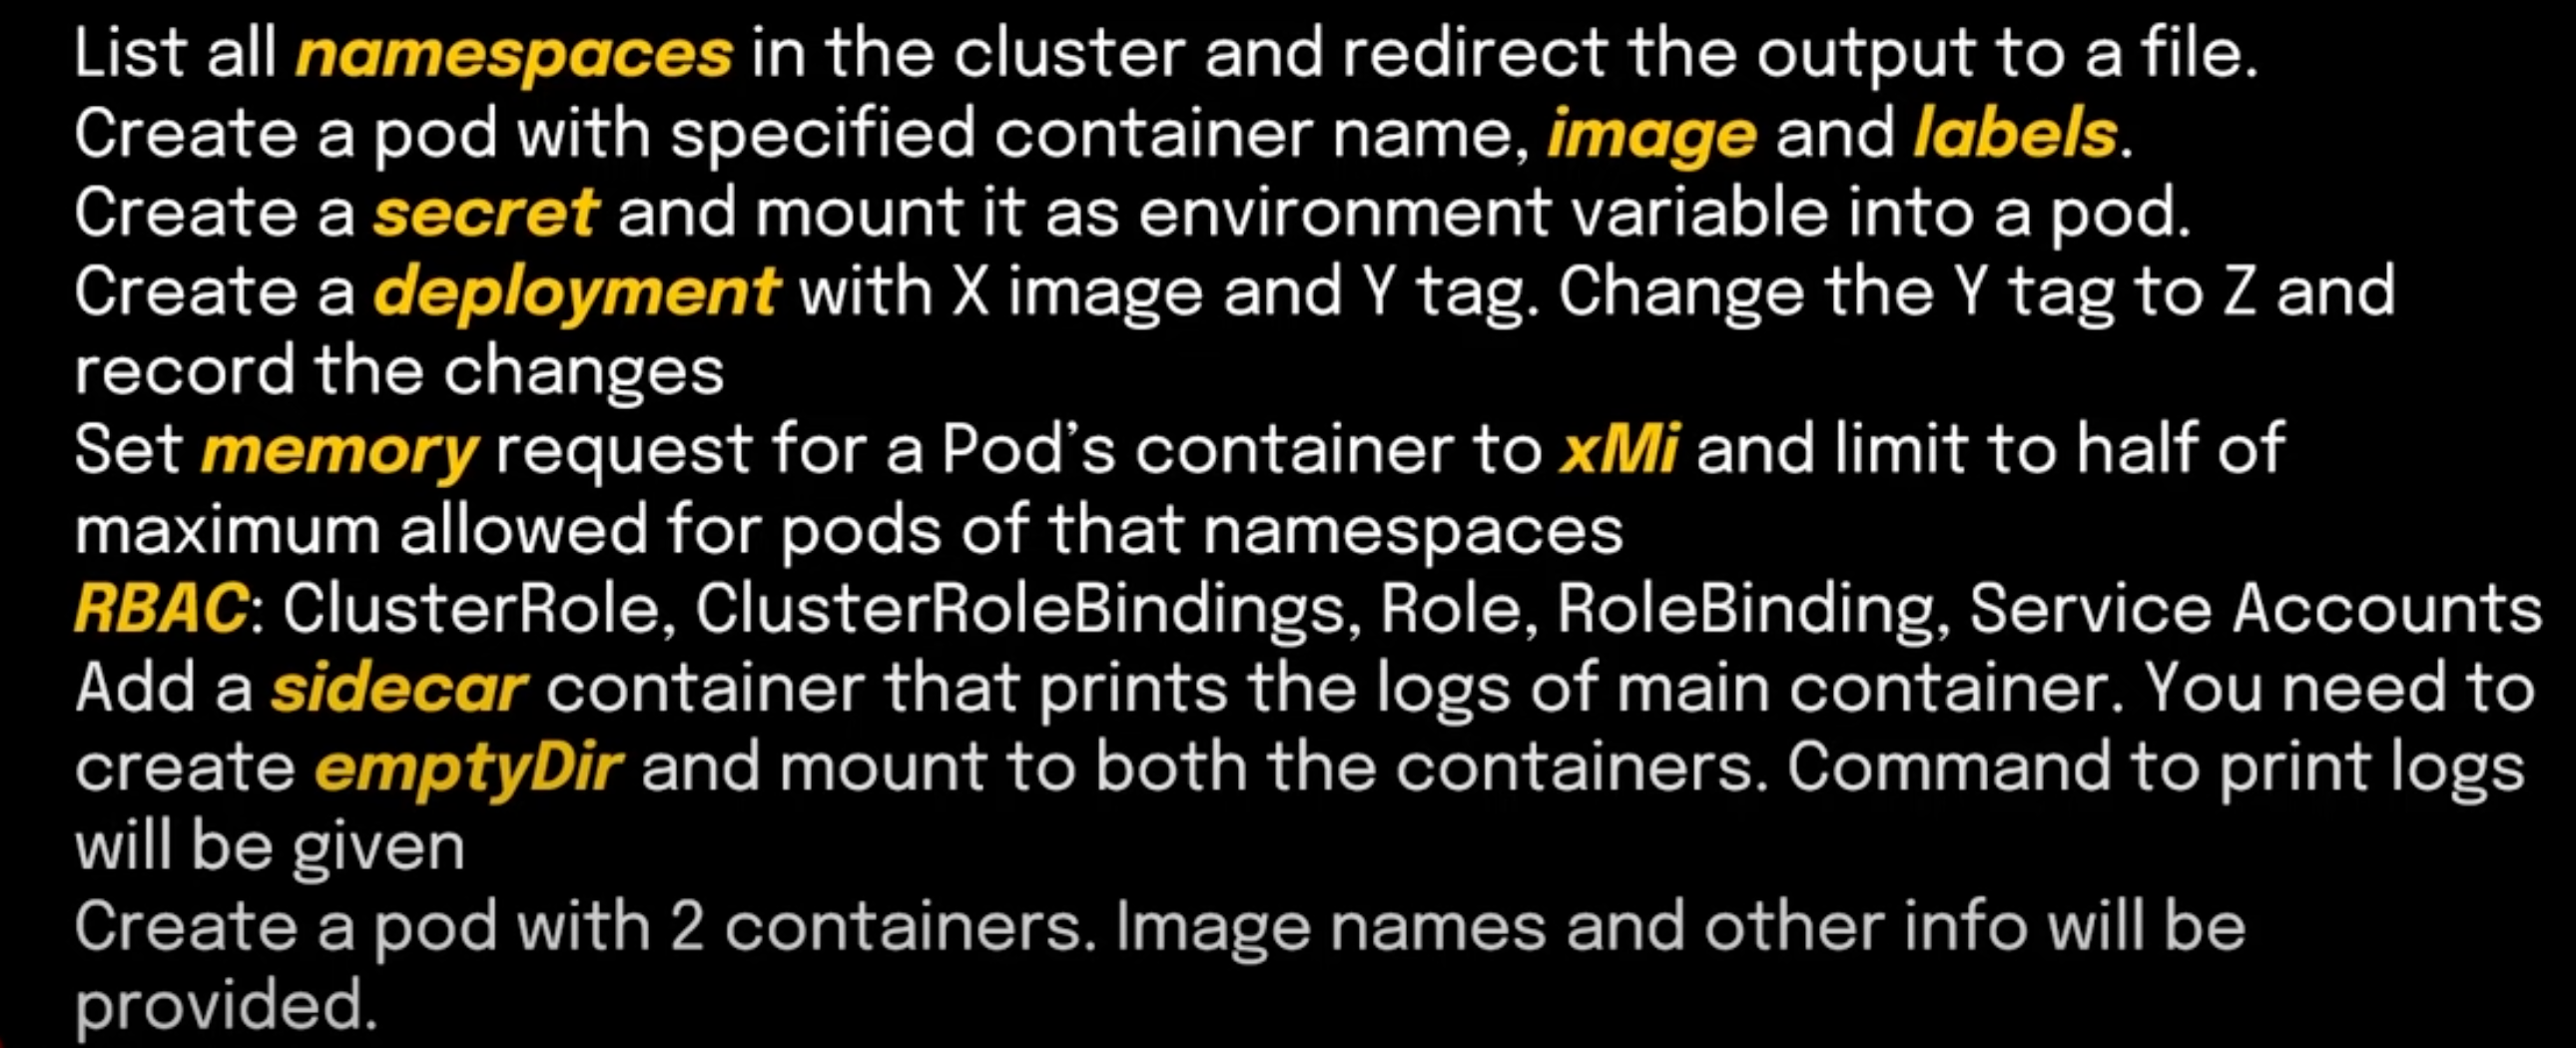 List all namespaces in the cluster and redirect the output to a file.
Create a pod with specified container name, image and labels.
Create a secret and mount it as environment variable into a pod.
Create a deployment with X image and Y tag. Change the Y tag to Z and
record the changes
Set memory request for a Pod's container to xMi and limit to half of
maximum allowed for pods of that namespaces
RBAC: ClusterRole, ClusterRoleBindings, Role, RoleBinding, Service Accounts
Add a sidecar container that prints the logs of main container. You need to
create emptyDir and mount to both the containers. Command to print logs
will be given
Create a pod with 2 containers. Image names and other info will be
provided.